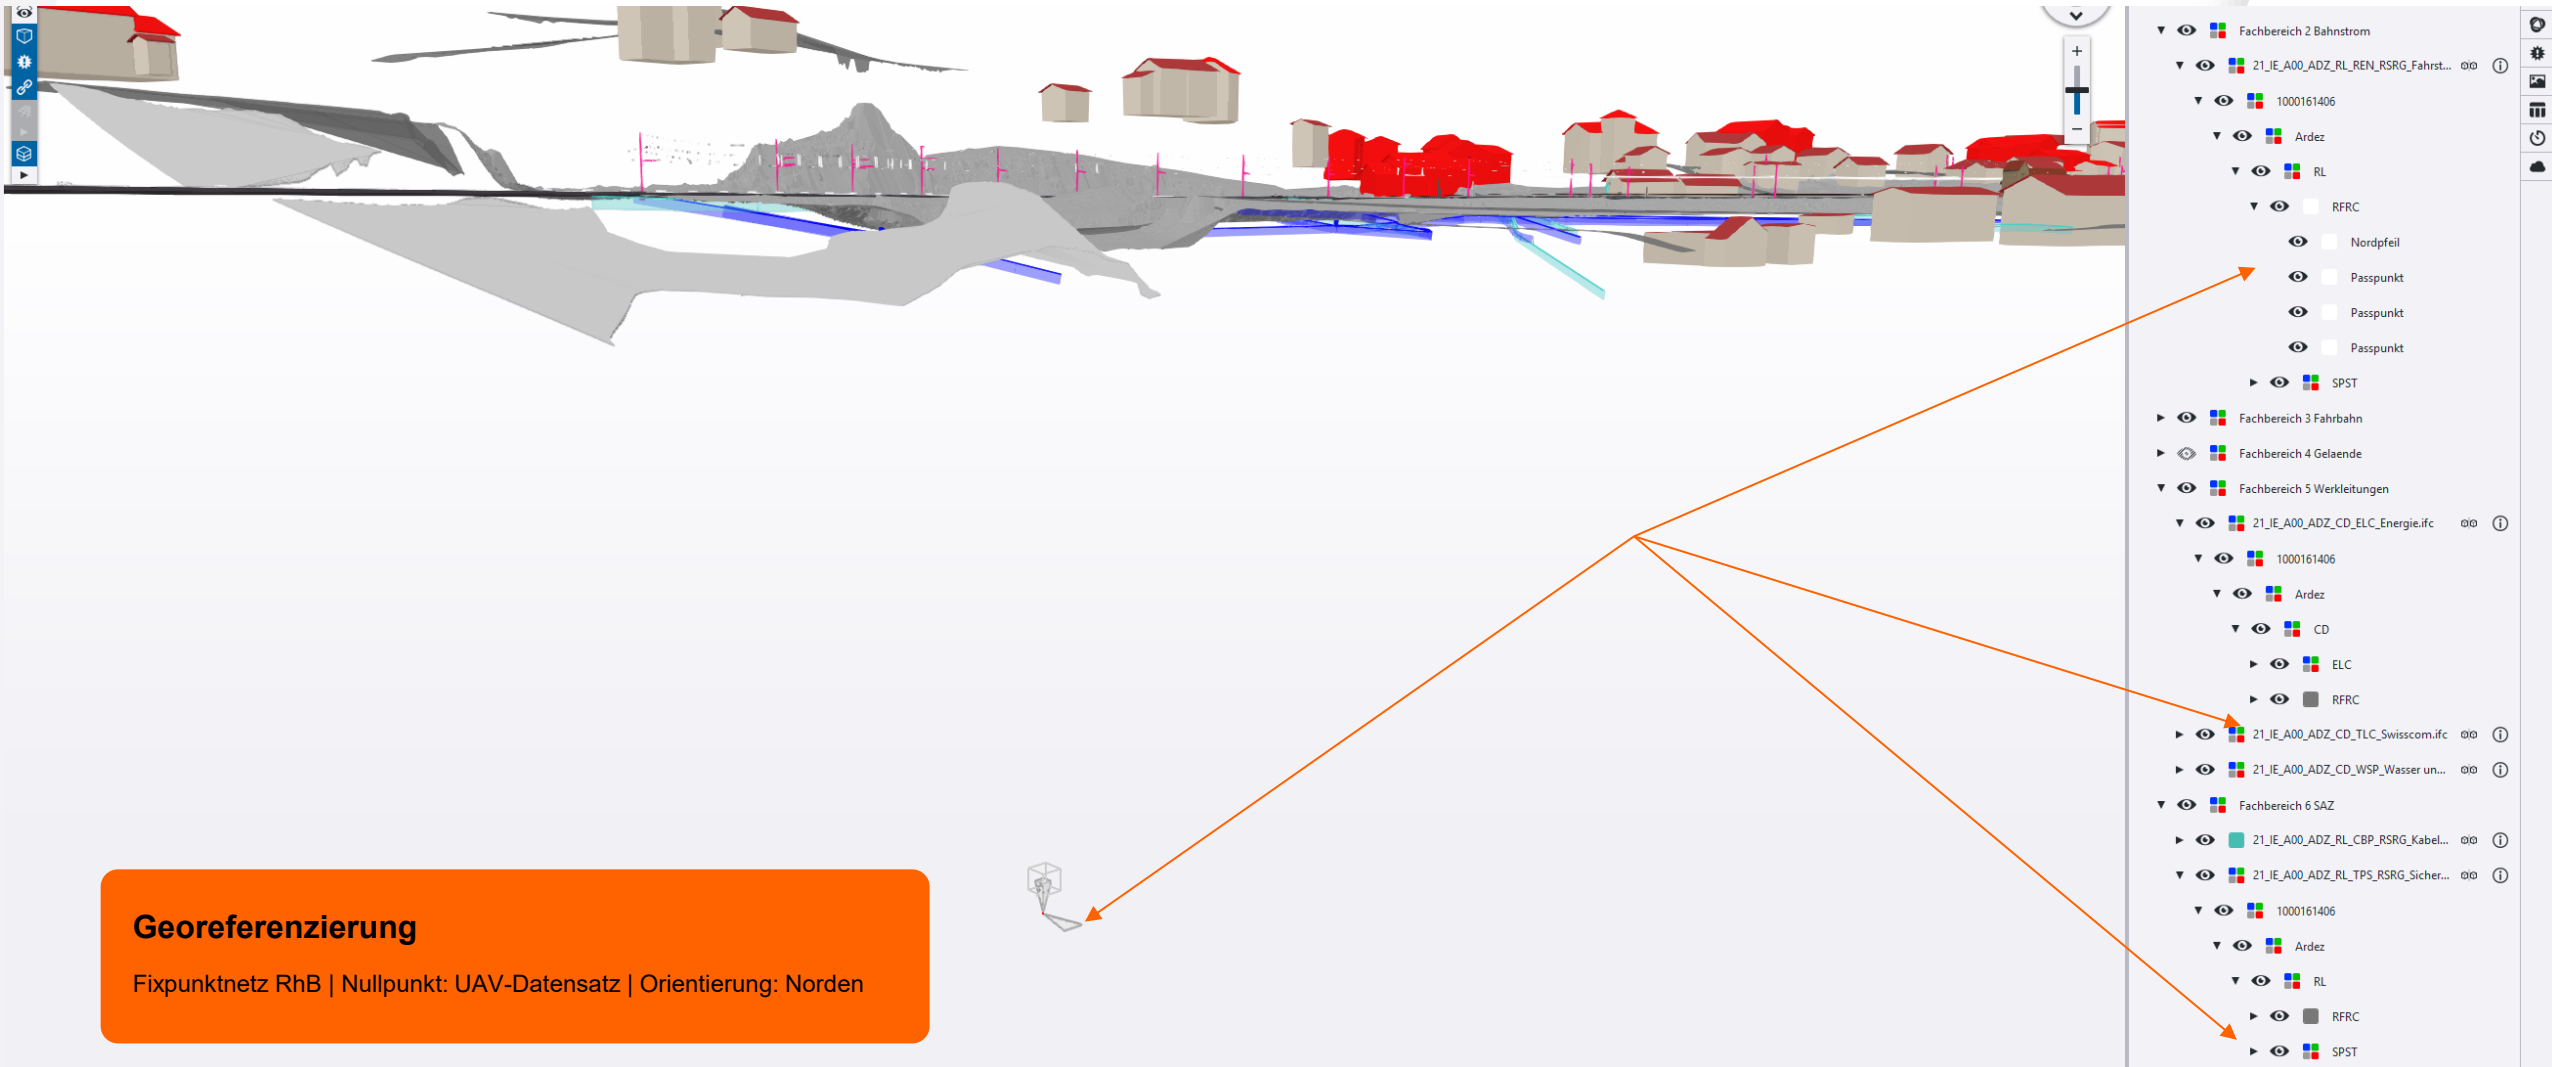 Fachbereich 2 Bahnstrom
21_IE_A00_ADZ_RL_REN_RSRG_Fahrst...
1000161406
Ardez
RL
RFRC
Nordpfeil
Passpunkt
Passpunkt
Passpunkt
SPST
Fachbereich 3 Fahrbahn
Fachbereich 4 Gelaende
Fachbereich 5 Werkleitungen
21_IE_A00_ADZ_CD_ELC_Energie.ifc
1000161406
Ardez
CD
ELC
RFRC
21_IE_A00_ADZ_CD_TLC_Swisscom.ifc
21_IE_A00_ADZ_CD_WSP_Wasser un...
Fachbereich 6 SAZ
21_IE_A00_ADZ_RL_CBP_RSRG_Kabel...
21_IE_A00_ADZ_RL_TPS_RSRG_Sicher...
1000161406
Ardez
RL
RFRC
SPST
Georeferenzierung
Fixpunktnetz RhB | Nullpunkt: UAV-Datensatz | Orientierung: Norden